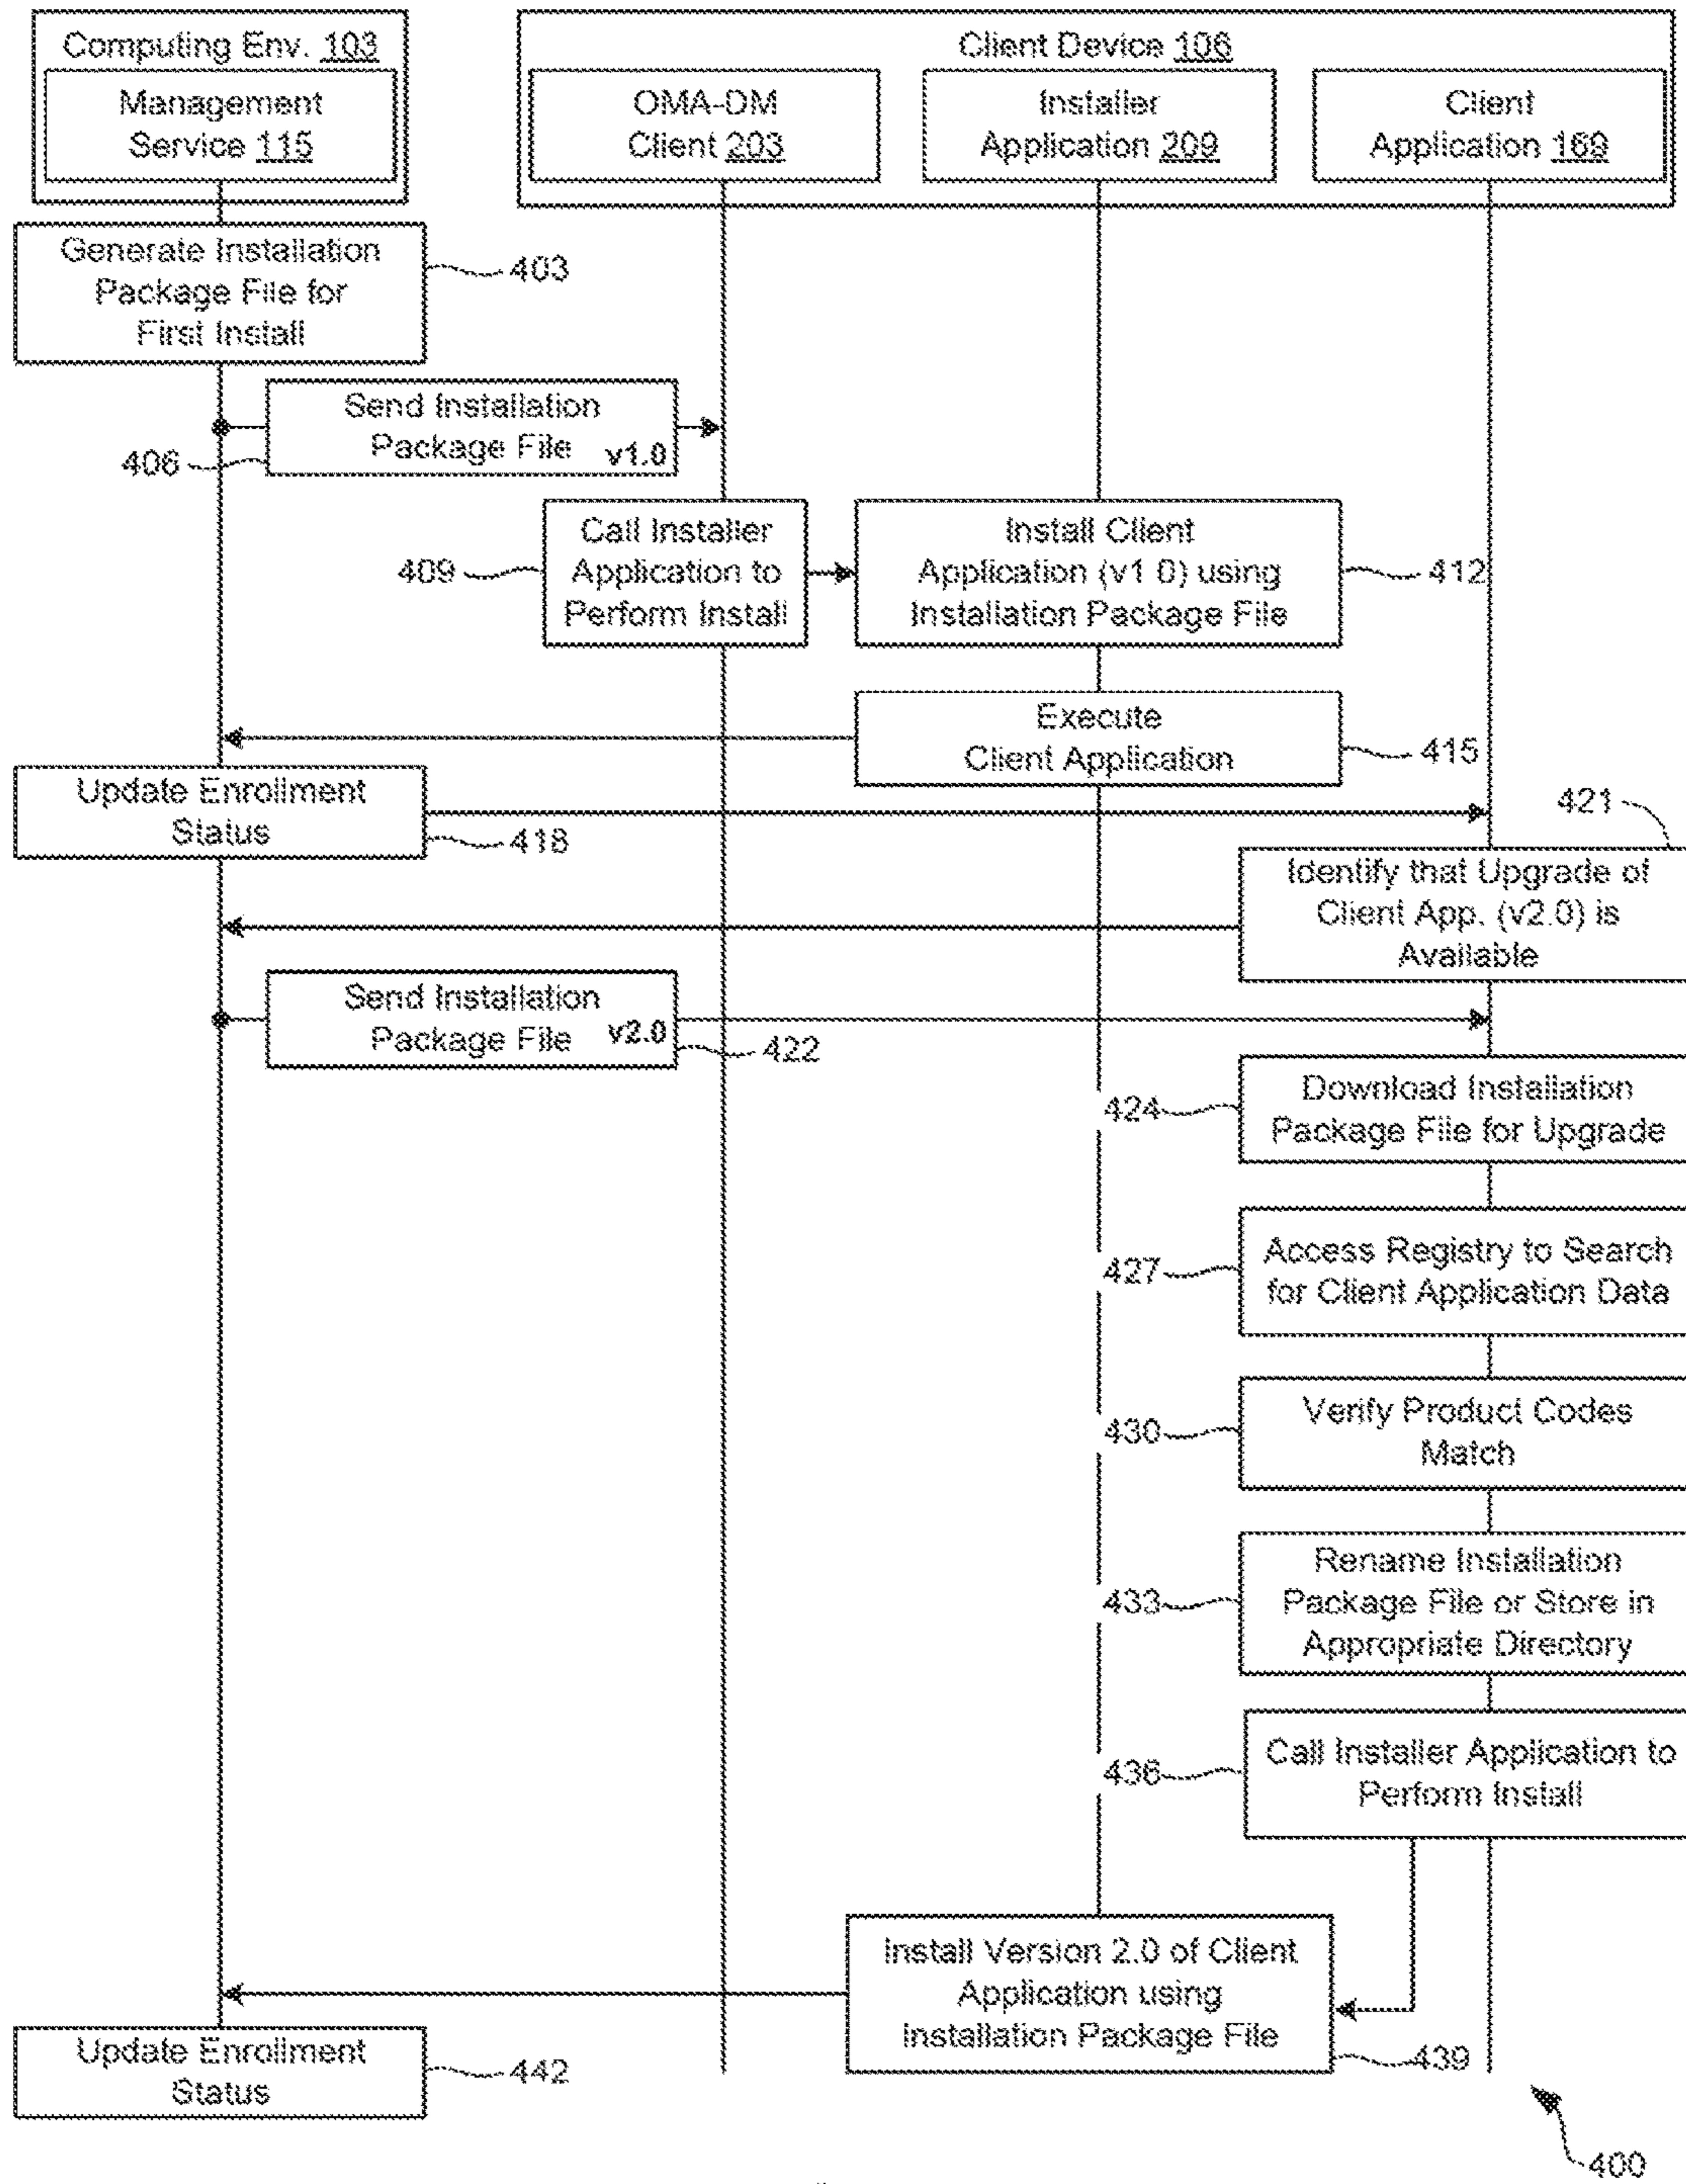 Computing Env. 103
Management
Service 115
Client Device 106
OMA-DM
Client 203
Installer
Application 209
Client
Application 169
Generate Installation
Package File for
First Install
403
Send Installation
Package File v1.0
406
Call Installer
Application to
Perform Install
409
Install Client
Application (v1 0) using
Installation Package File
412
Execute
Client Application
415
Update Enrollment
Status
418
421
Identify that Upgrade of
Client App. (v2.0) is
Available
Send Installation
Package File v2.0
422
Download Installation
Package File for Upgrade
424
Access Registry to Search
for Client Application Data
427
Verify Product Codes
Match
430
Rename Installation
Package File or Store in
Appropriate Directory
433
Call Installer Application to
Perform Install
436
Install Version 2.0 of Client
Application using
Installation Package File
439
Update Enrollment
Status
442
400